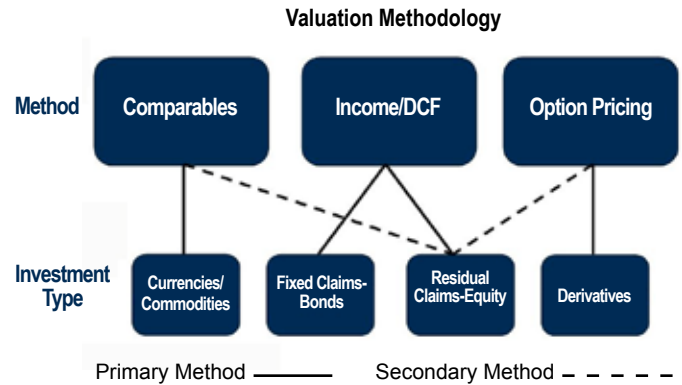 Valuation Methodology
Method
Comparables
Income/DCF
Option Pricing
Investment
Type
Currencies/
Commodities
Fixed Claims-
Bonds
Residual
Claims-Equity
Derivatives
Primary Method
Secondary Method